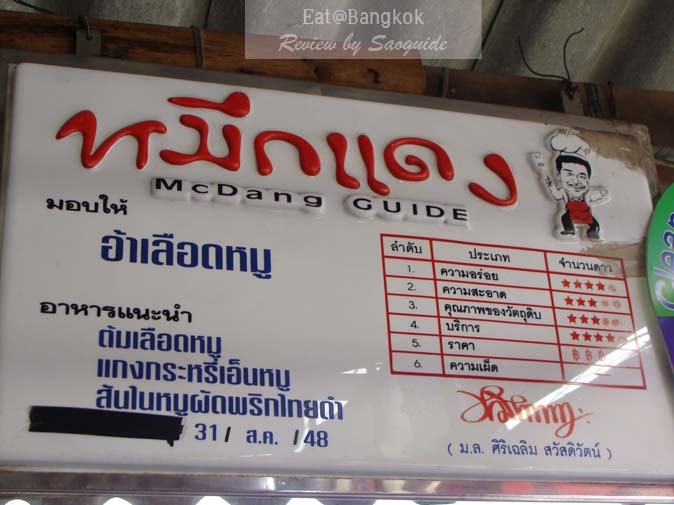 Eat@Bangkok
Review by Saoguide
หมึกแดง
McDang GUIDE
มอบให้
อ้าเลือดหมู
อาหารแนะนำ
ต้มเลือดหมู
แกงกระหรี่เอ็นหมู
สันในหมูผัดพริกไทยดำ
31/ ส.ค. /48
ลำดับ ประเภท จำนวนดาว
1. ความอร่อย ★★★★
2. ความสะอาด ★★★
3. คุณภาพของวัตถุดิบ ★★★
4. บริการ ★★★★
5. ราคา ฿ ฿ ฿
6. ความเผ็ด
( ม.ล. ศิริเฉลิม สวัสดิวัตน์ )
Clean